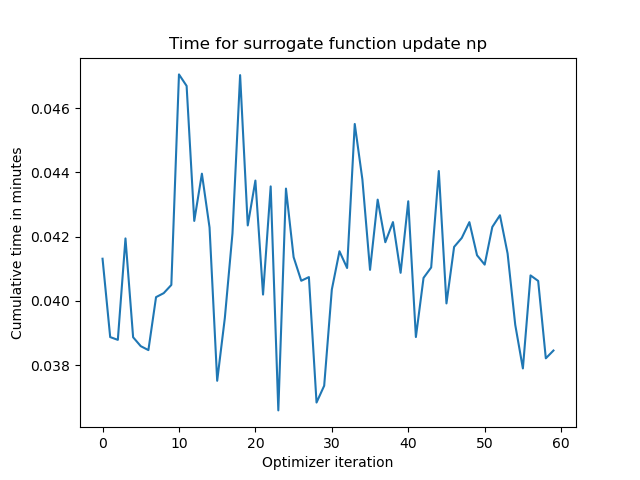 Time for surrogate function update np
Cumulative time in minutes
0.046
0.044
0.042
0.040
0.038
0 10 20 30 40 50 60
Optimizer iteration